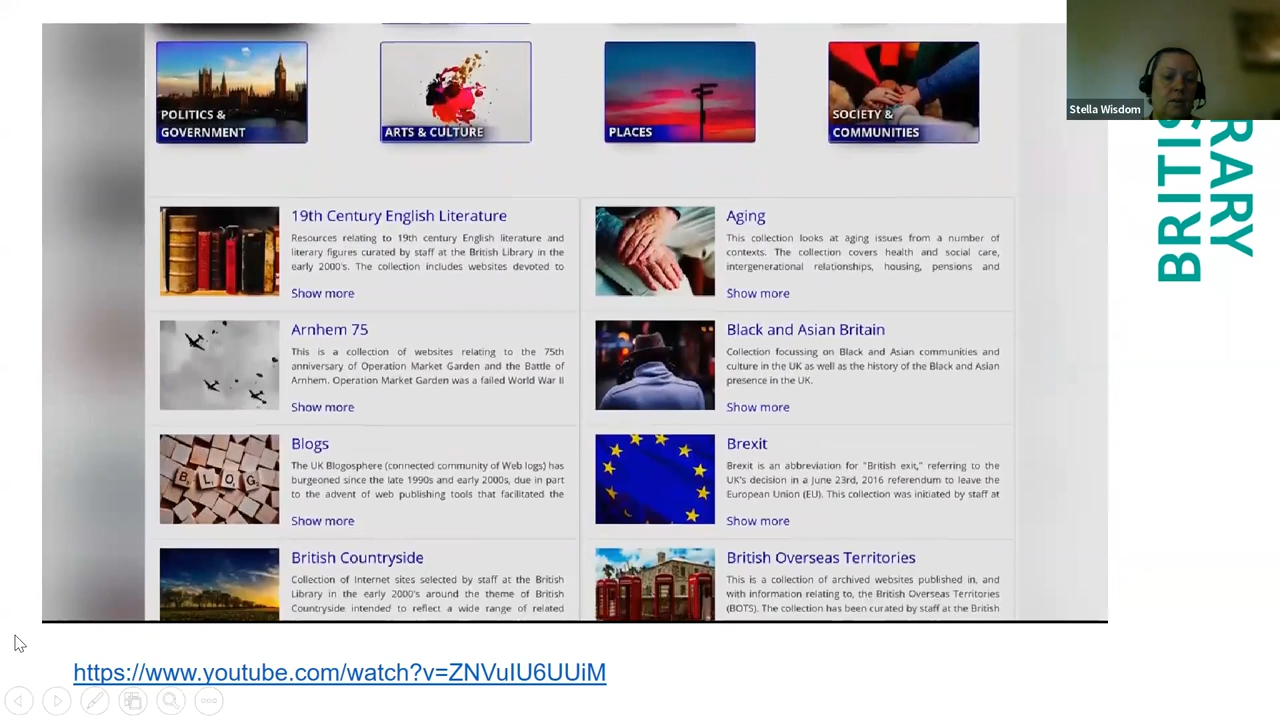 POLITICS &
GOVERNMENT
ARTS & CULTURE
PLACES
SOCIETY &
COMMUNITIES
Stella Wisdom
BRITIS
RARY
19th Century English Literature
Resources relating to 19th century English literature and
literary figures curated by staff at the British Library in the
early 2000's. The collection includes websites devoted to
Show more
Aging
This collection looks at aging issues from a number of
contexts. The collection covers health and social care,
intergenerational relationships, housing, pensions and
Show more
Arnhem 75
This is a collection of websites relating to the 75th
anniversary of Operation Market Garden and the Battle of
Arnhem. Operation Market Garden was a failed World War II
Show more
Black and Asian Britain
Collection focussing on Black and Asian communities and
culture in the UK as well as the history of the Black and Asian
presence in the UK.
Show more
BLOG
Blogs
The UK Blogosphere (connected community of Web logs) has
burgeoned since the late 1990s and early 2000s, due in part
to the advent of web publishing tools that facilitated the
Show more
Brexit
Brexit is an abbreviation for "British exit," referring to the
UK's decision in a June 23rd, 2016 referendum to leave the
European Union (EU). This collection was initiated by staff at
Show more
British Countryside
Collection of Internet sites selected by staff at the British
Library in the early 2000's around the theme of British
Countryside intended to reflect a wide range of related
British Overseas Territories
This is a collection of archived websites published in, and
with information relating to, the British Overseas Territories
(BOTS). The collection has been curated by staff at the British
https://www.youtube.com/watch?v=ZNVuIU6UUiM